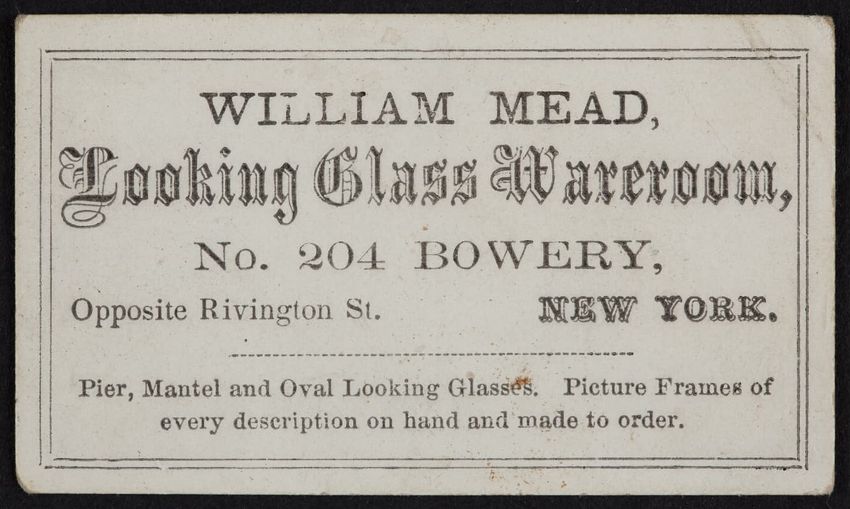 WILLIAM MEAD,
Looking Glass Wareroom,
No. 204 BOWERY,
Opposite Rivington St. NEW YORK.
Pier, Mantel and Oval Looking Glasses. Picture Frames of
every description on hand and made to order.